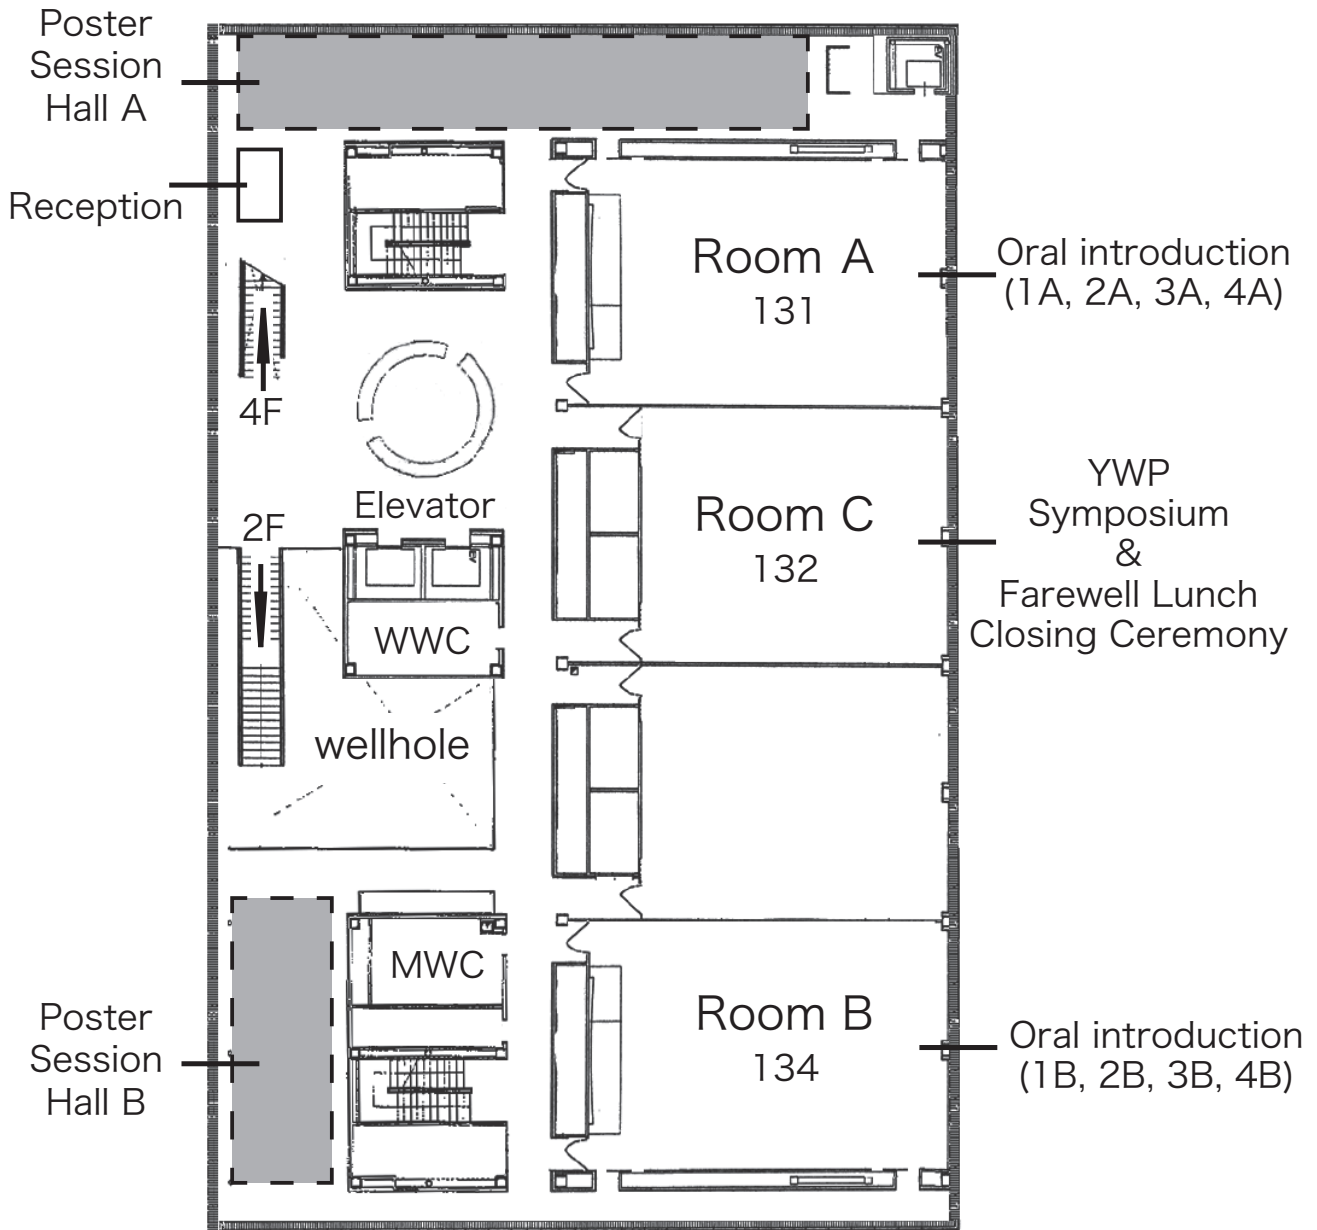 Poster
Session
Hall A
Reception
4F
2F
Elevator
WWC
wellhole
MWC
Poster
Session
Hall B
Room A
131
Oral introduction
(1A, 2A, 3A, 4A)
Room C
132
YWP
Symposium
&
Farewell Lunch
Closing Ceremony
Room B
134
Oral introduction
(1B, 2B, 3B, 4B)